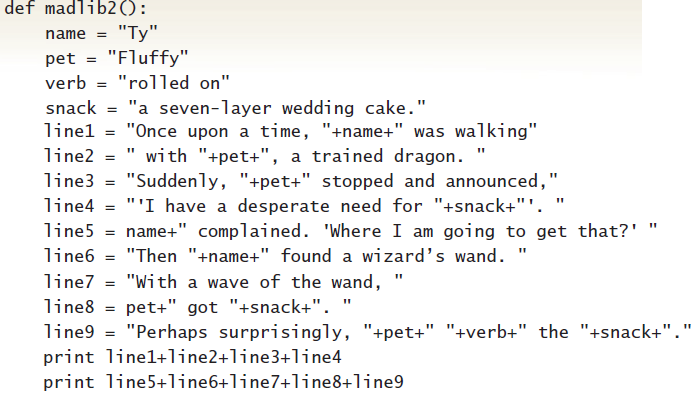 def madlib2():
    name = "Ty"
    pet = "Fluffy"
    verb = "rolled on"
    snack = "a seven-layer wedding cake."
    line1 = "Once upon a time, "+name+" was walking"
    line2 = " with "+pet+", a trained dragon. "
    line3 = "Suddenly, "+pet+" stopped and announced,"
    line4 = "'I have a desperate need for "+snack+"'. "
    line5 = name+" complained. 'Where I am going to get that?' "
    line6 = "Then "+name+" found a wizard’s wand. "
    line7 = "With a wave of the wand, "
    line8 = pet+" got "+snack+". "
    line9 = "Perhaps surprisingly, "+pet+" "+verb+" the "+snack+"."
    print line1+line2+line3+line4
    print line5+line6+line7+line8+line9